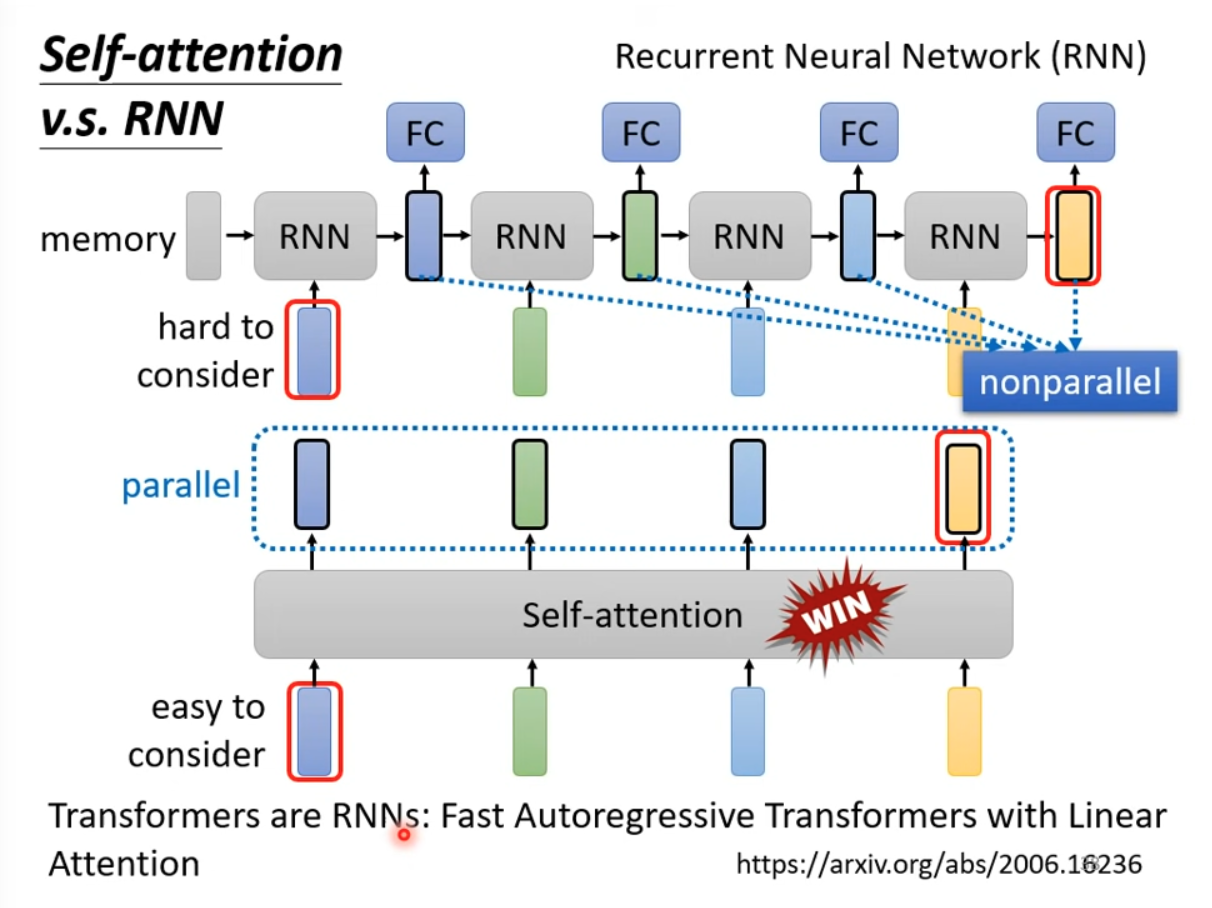 Self-attention
v.s. RNN
Recurrent Neural Network (RNN)
FC
FC
FC
FC
memory
RNN
RNN
RNN
RNN
hard to
consider
nonparallel
parallel
Self-attention
WIN
easy to
consider
Transformers are RNNs: Fast Autoregressive Transformers with Linear
Attention
https://arxiv.org/abs/2006.16236